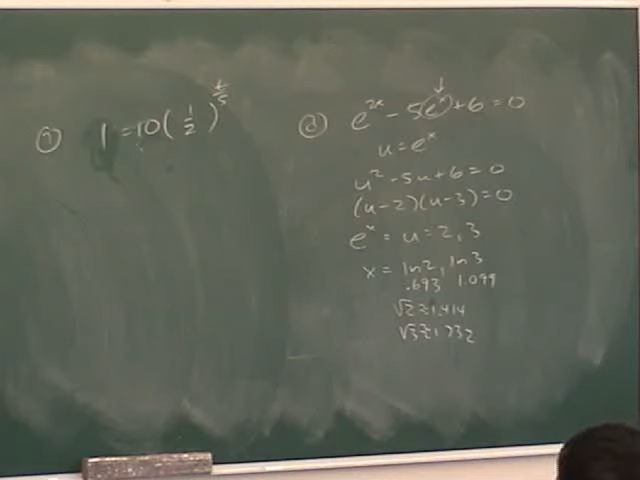 ① 1 = 10(1/2)^(t/5)
② e^(2x) - 5e^x + 6 = 0
u = e^x
u² - 5u + 6 = 0
(u-2)(u-3) = 0
e^x = u = 2, 3
x = ln2, ln3
.693 1.099
√2 ≈ 1.414
√3 ≈ 1.732